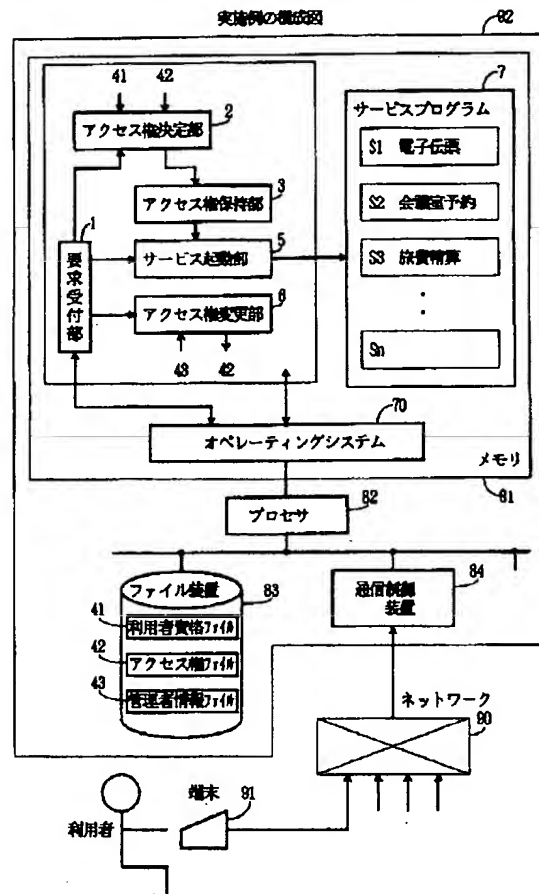 実施例の構成図
92
41
42
2
アクセス権決定部
3
アクセス権保持部
1
要求受付部
5
サービス起動部
6
アクセス権変更部
43
42
7
サービスプログラム
S1 電子伝票
S2 会議室予約
S3 旅費精算
・
・
Sn
70
オペレーティングシステム
メモリ
81
82
プロセサ
ファイル装置
83
41
利用者資格ファイル
42
アクセス権ファイル
43
管理者情報ファイル
84
通信制御
装置
ネットワーク
90
端末
91
利用者